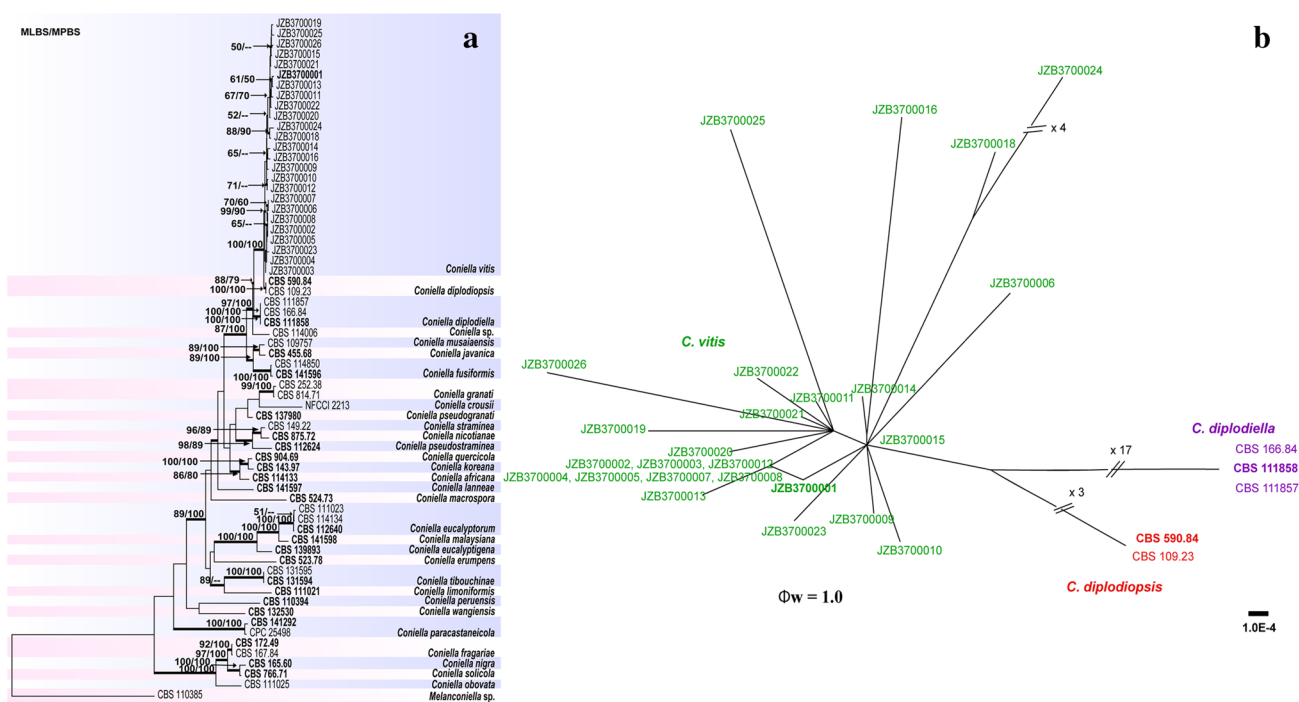 MLBS/MPBS
a
JZB3700019
JZB3700025
50/--
JZB3700026
JZB3700015
JZB3700021
61/50
JZB3700001
JZB3700013
67/70
JZB3700011
JZB3700022
52/--
JZB3700020
88/90
JZB3700024
JZB3700018
65/--
JZB3700014
JZB3700016
JZB3700009
71/--
JZB3700010
JZB3700012
70/60
JZB3700007
99/90
JZB3700006
65/--
JZB3700008
JZB3700002
JZB3700005
100/100
JZB3700023
JZB3700004
JZB3700003
Coniella vitis
88/79
CBS 590.84
100/100
CBS 109.23
Coniella diplodiopsis
97/100
CBS 111857
100/100
CBS 166.84
100/100
CBS 111858
Coniella diplodiella
87/100
CBS 114006
Coniella sp.
89/100
CBS 109757
Coniella musaiaensis
89/100
CBS 455.68
Coniella javanica
CBS 114850
100/100
CBS 141596
Coniella fusiformis
99/100
CBS 252.38
CBS 814.71
Coniella granati
NFCCI 2213
Coniella crousii
CBS 137980
Coniella pseudogranati
96/89
CBS 149.22
Coniella straminea
CBS 875.72
Coniella nicotianae
98/89
CBS 112624
Coniella pseudostraminea
CBS 904.69
Coniella quercicola
100/100
CBS 143.97
Coniella koreana
86/80
CBS 114133
Coniella africana
CBS 141597
Coniella lanneae
CBS 524.73
Coniella macrospora
51/--
CBS 111023
89/100
100/100
CBS 114134
100/100
CBS 112640
Coniella eucalyptorum
100/100
CBS 141598
Coniella malaysiana
CBS 139893
Coniella eucalyptigena
CBS 523.78
Coniella erumpens
100/100
CBS 131595
89/--
CBS 131594
Coniella tibouchinae
CBS 111021
Coniella limoniformis
CBS 110394
Coniella peruensis
CBS 132530
Coniella wangiensis
100/100
CBS 141292
CPC 25498
Coniella paracastaneicola
92/100
CBS 172.49
97/100
CBS 167.84
Coniella fragariae
100/100
CBS 165.60
Coniella nigra
100/100
CBS 766.71
Coniella solicola
CBS 111025
Coniella obovata
CBS 110385
Melanconiella sp.
b
JZB3700024
JZB3700016
JZB3700025
x 4
JZB3700018
JZB3700006
C. vitis
JZB3700026
JZB3700022
JZB3700014
JZB3700011
JZB3700021
JZB3700019
JZB3700015
JZB3700020
JZB3700002, JZB3700003, JZB3700012
JZB3700004, JZB3700005, JZB3700007, JZB3700008
JZB3700001
JZB3700013
JZB3700009
JZB3700023
JZB3700010
x 17
C. diplodiella
CBS 166.84
CBS 111858
CBS 111857
x 3
CBS 590.84
CBS 109.23
C. diplodiopsis
Φw = 1.0
1.0E-4